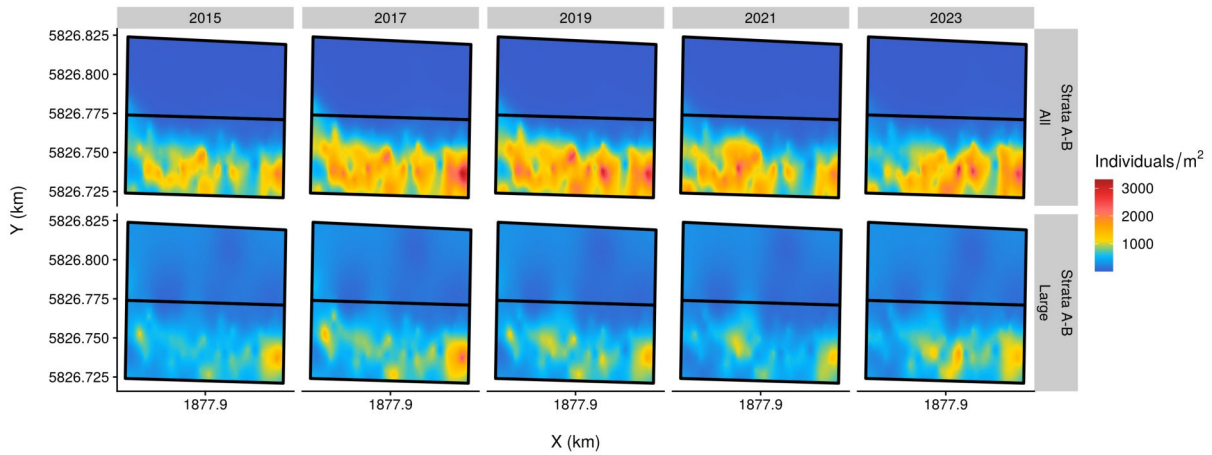 2015 2017 2019 2021 2023
5826.825
5826.800
5826.775
5826.750
5826.725
Strata A-B
All
5826.825
5826.800
5826.775
5826.750
5826.725
Strata A-B
Large
Y (km)
1877.9 1877.9 1877.9 1877.9 1877.9
X (km)
Individuals/m²
3000
2000
1000